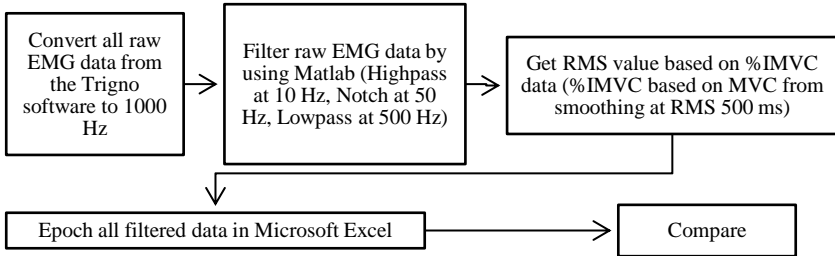 Convert all raw
EMG data from
the Trigno
software to 1000
Hz
Filter raw EMG data by
using Matlab (Highpass
at 10 Hz, Notch at 50
Hz, Lowpass at 500 Hz)
Get RMS value based on %IMVC
data (%IMVC based on MVC from
smoothing at RMS 500 ms)
Epoch all filtered data in Microsoft Excel
Compare